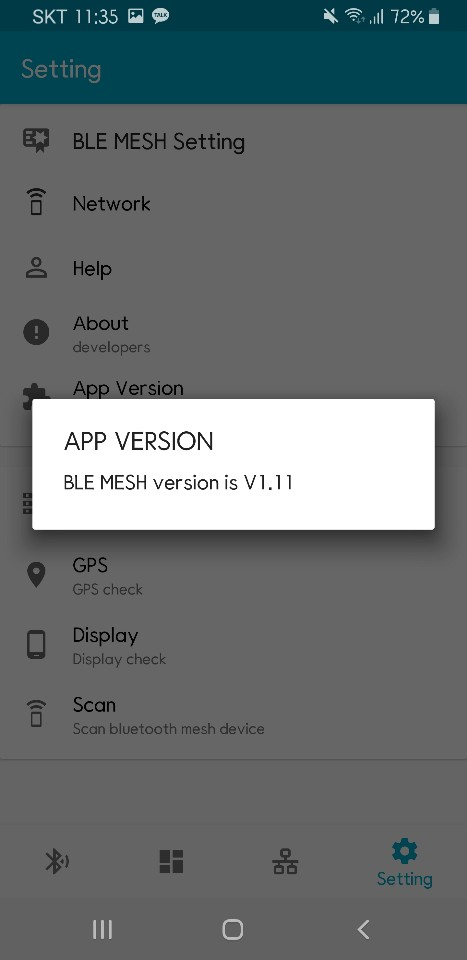 SKT 11:35 TALK 72%
Setting
BLE MESH Setting
Network
Help
About
developers
App Version
APP VERSION
BLE MESH version is V1.11
GPS
GPS check
Display
Display check
Scan
Scan bluetooth mesh device
Setting